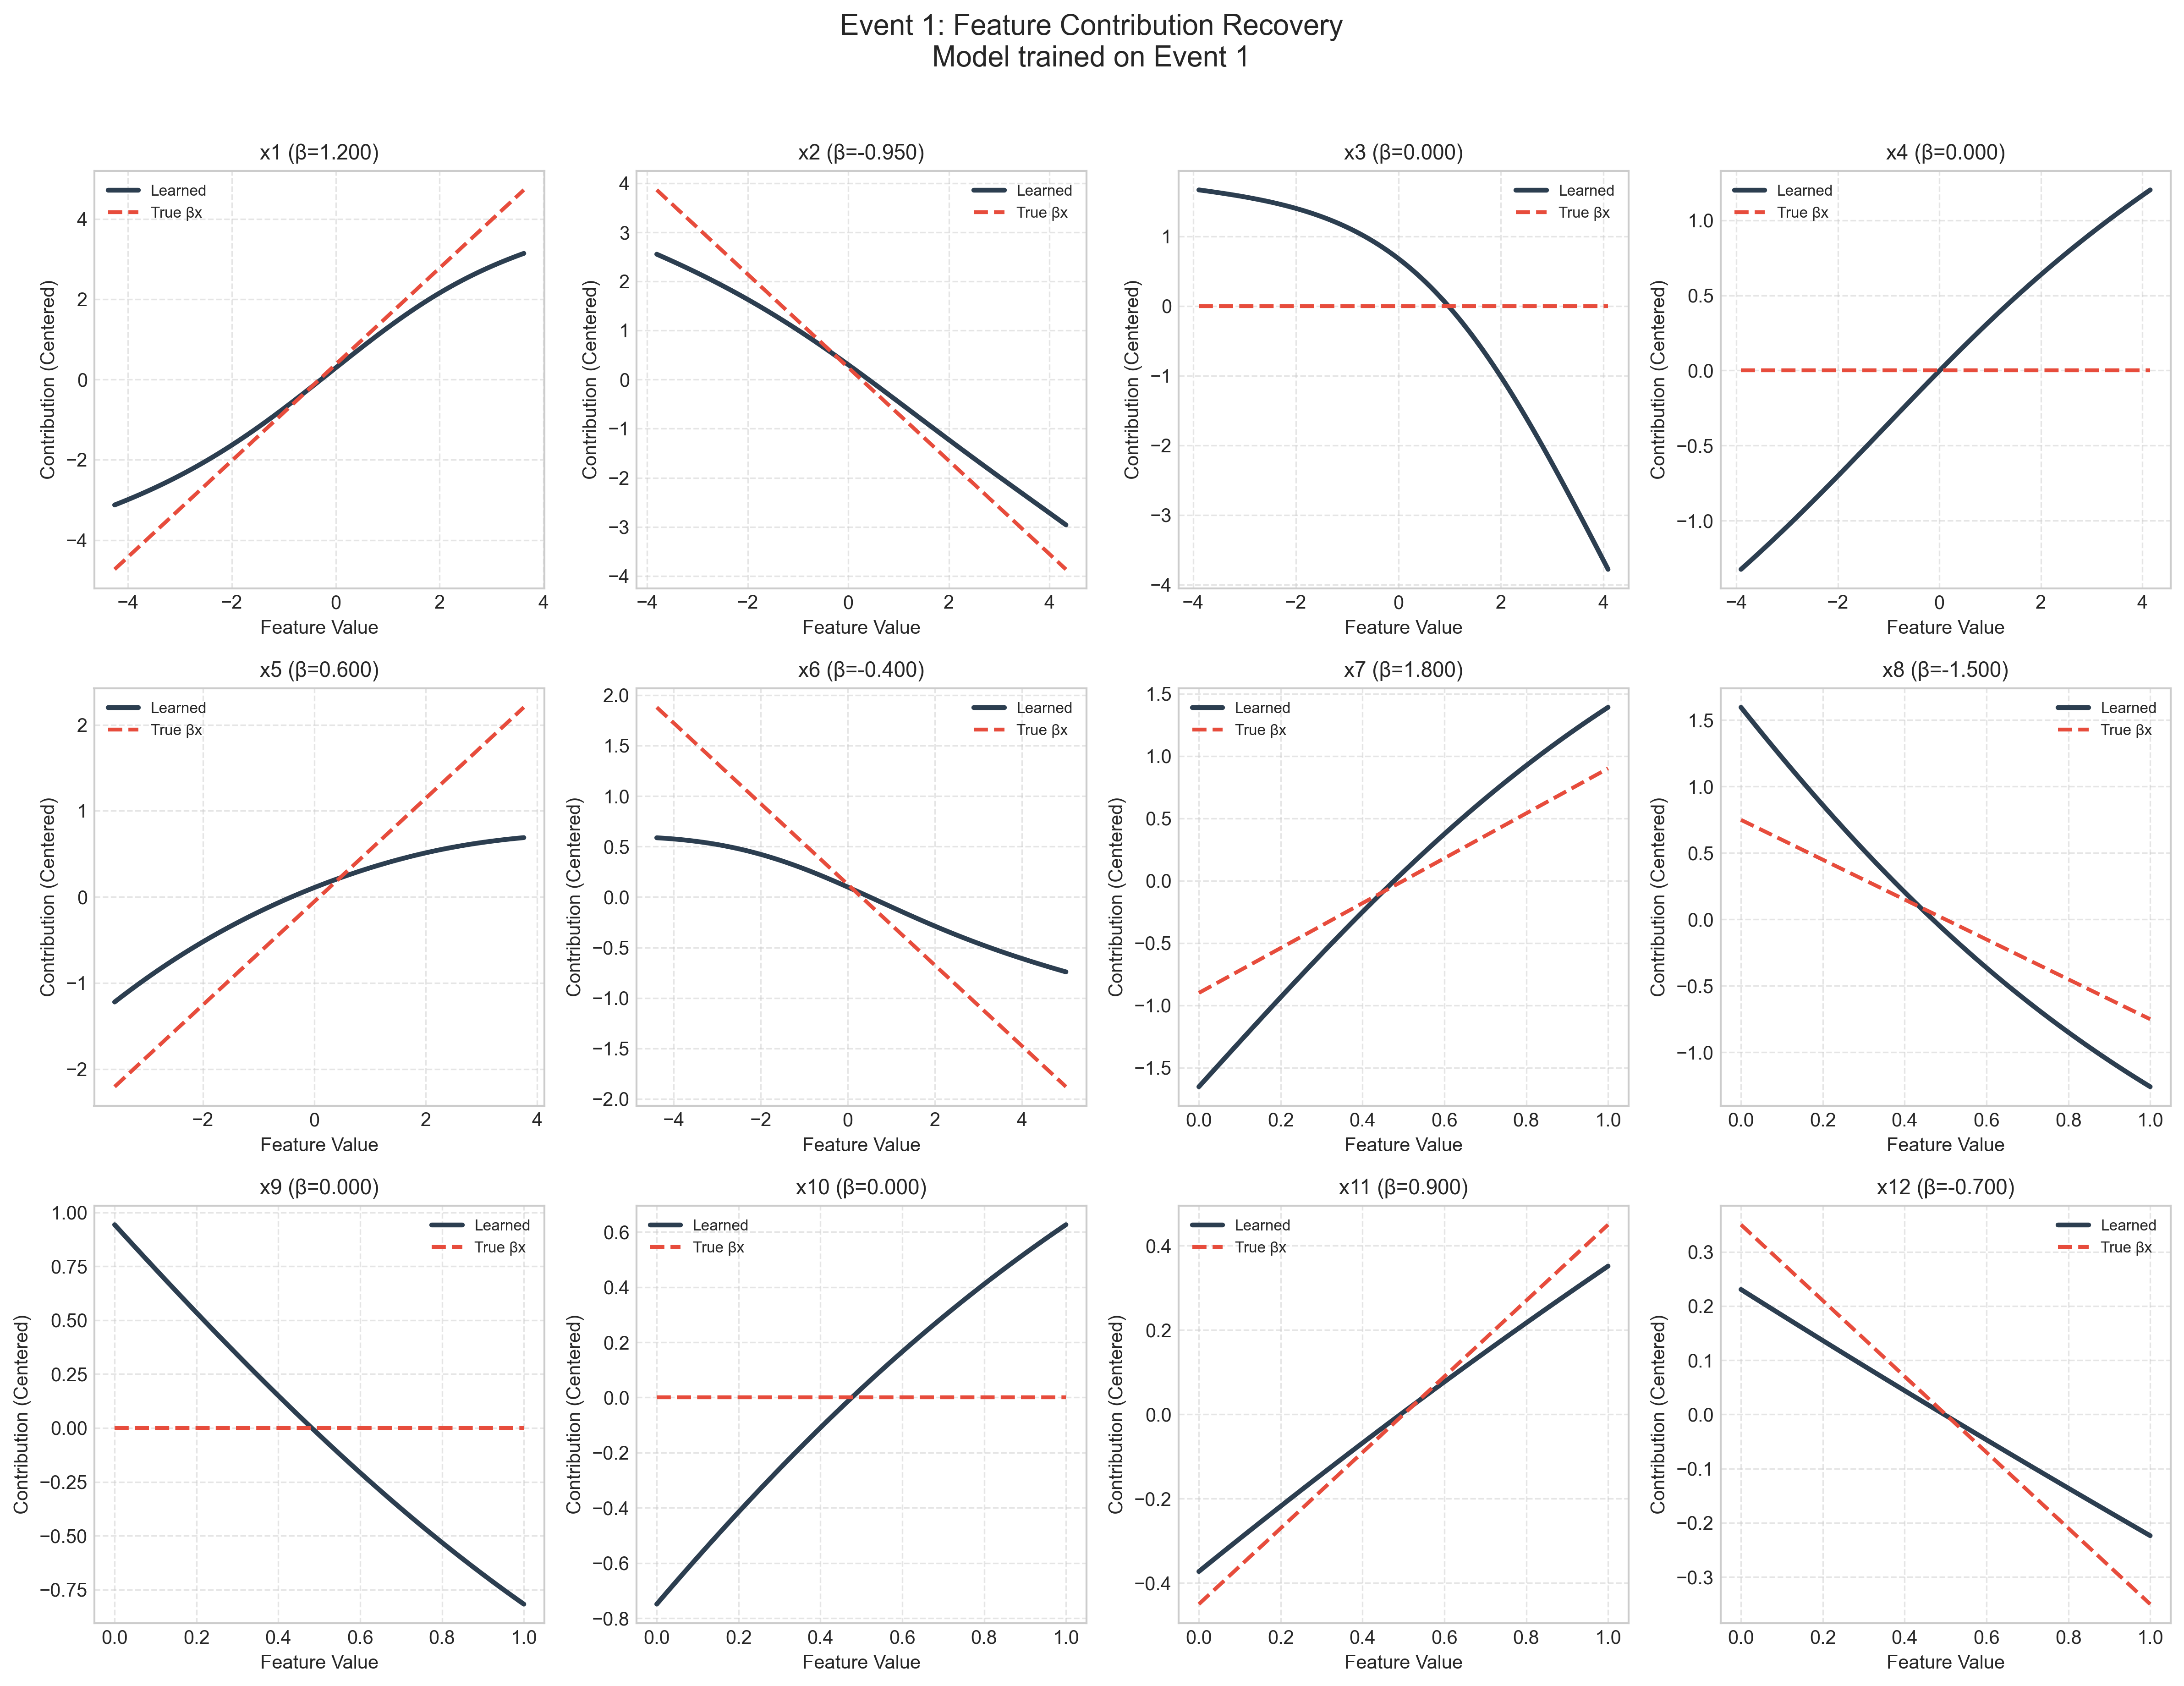 Event 1: Feature Contribution Recovery
Model trained on Event 1
x1 (β=1.200)
Learned
True βx
4
2
0
−2
−4
Contribution (Centered)
−4 −2 0 2 4
Feature Value
x2 (β=-0.950)
Learned
True βx
4
3
2
1
0
−1
−2
−3
−4
Contribution (Centered)
−4 −2 0 2 4
Feature Value
x3 (β=0.000)
Learned
True βx
1
0
−1
−2
−3
−4
Contribution (Centered)
−4 −2 0 2 4
Feature Value
x4 (β=0.000)
Learned
True βx
1.0
0.5
0.0
−0.5
−1.0
Contribution (Centered)
−4 −2 0 2 4
Feature Value
x5 (β=0.600)
Learned
True βx
2
1
0
−1
−2
Contribution (Centered)
−2 0 2 4
Feature Value
x6 (β=-0.400)
Learned
True βx
2.0
1.5
1.0
0.5
0.0
−0.5
−1.0
−1.5
−2.0
Contribution (Centered)
−4 −2 0 2 4
Feature Value
x7 (β=1.800)
Learned
True βx
1.5
1.0
0.5
0.0
−0.5
−1.0
−1.5
Contribution (Centered)
0.0 0.2 0.4 0.6 0.8 1.0
Feature Value
x8 (β=-1.500)
Learned
True βx
1.5
1.0
0.5
0.0
−0.5
−1.0
Contribution (Centered)
0.0 0.2 0.4 0.6 0.8 1.0
Feature Value
x9 (β=0.000)
Learned
True βx
1.00
0.75
0.50
0.25
0.00
−0.25
−0.50
−0.75
Contribution (Centered)
0.0 0.2 0.4 0.6 0.8 1.0
Feature Value
x10 (β=0.000)
Learned
True βx
0.6
0.4
0.2
0.0
−0.2
−0.4
−0.6
−0.8
Contribution (Centered)
0.0 0.2 0.4 0.6 0.8 1.0
Feature Value
x11 (β=0.900)
Learned
True βx
0.4
0.2
0.0
−0.2
−0.4
Contribution (Centered)
0.0 0.2 0.4 0.6 0.8 1.0
Feature Value
x12 (β=-0.700)
Learned
True βx
0.3
0.2
0.1
0.0
−0.1
−0.2
−0.3
Contribution (Centered)
0.0 0.2 0.4 0.6 0.8 1.0
Feature Value